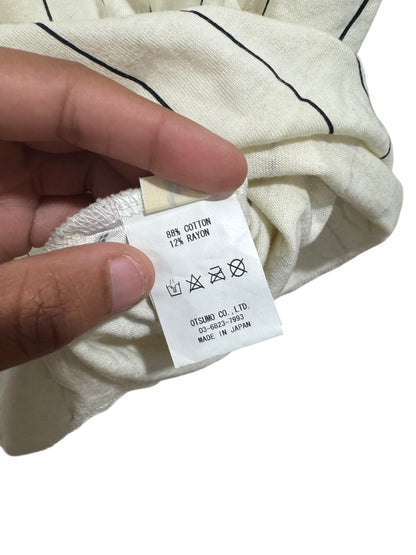 88% COTTON
12% RAYON
OTSUMO CO.,LTD.
03-6823-7993
MADE IN JAPAN